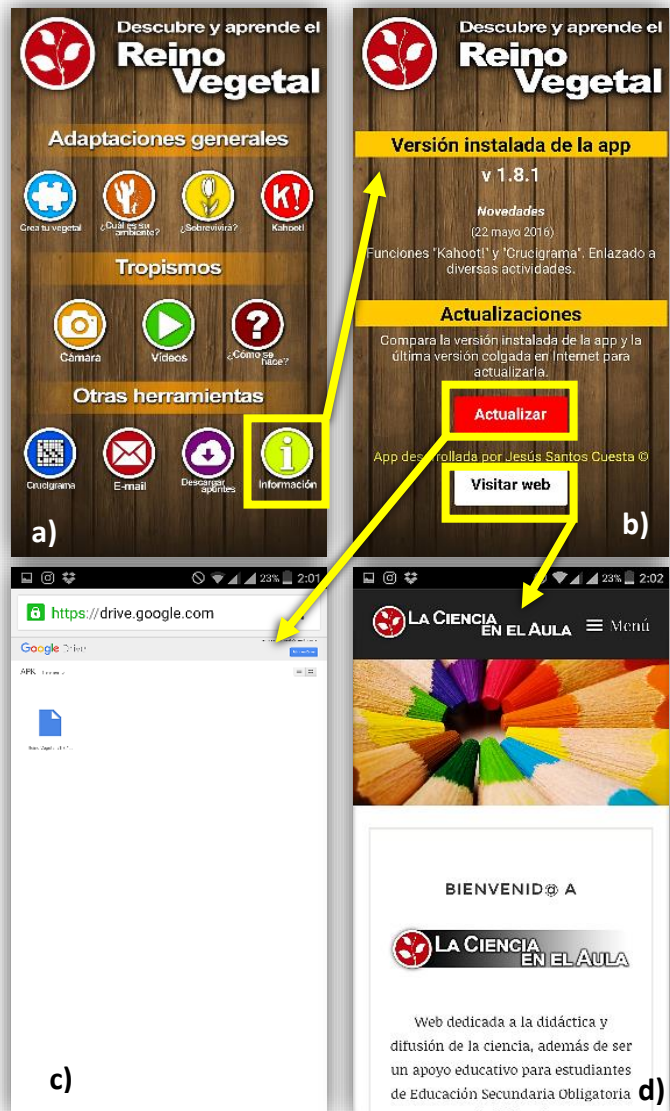 Descubre y aprende el
Reino
Vegetal
Adaptaciones generales
Crea tu vegetal
¿Cuál es su
ambiente?
¿Sobrevivirá?
K!
Kahoot!
Tropismos
Cámara
Vídeos
?
¿Cómo se
hace?
Otras herramientas
Crucigrama
E-mail
Descargar
apuntes
i
Información
a)
Descubre y aprende el
Reino
Vegetal
Versión instalada de la app
v 1.8.1
Novedades
(22 mayo 2016)
Funciones "Kahoot!" y "Crucigrama". Enlazado a
diversas actividades.
Actualizaciones
Compara la versión instalada de la app y la
última versión colgada en Internet para
actualizarla.
Actualizar
App desarrollada por Jesús Santos Cuesta ©
Visitar web
b)
23% 2:01
https://drive.google.com
Google Drive
APK
c)
23% 2:02
LA CIENCIA
EN EL AULA
Menú
BIENVENID@ A
LA CIENCIA
EN EL AULA
Web dedicada a la didáctica y
difusión de la ciencia, además de ser
un apoyo educativo para estudiantes
de Educación Secundaria Obligatoria
d)